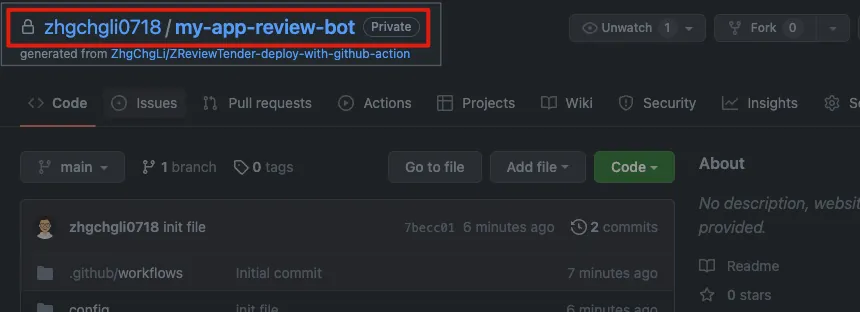 zhgchgli0718 / my-app-review-bot Private
Unwatch 1 Fork 0
generated from ZhgChgLi/ZReviewTender-deploy-with-github-action
Code Issues Pull requests Actions Projects Wiki Security Insights
main 1 branch 0 tags Go to file Add file Code About
No description, website
provided.
zhgchgli0718 init file 7becc01 6 minutes ago 2 commits
.github/workflows Initial commit 7 minutes ago
Readme
0 stars
config Init file 6 minutes ago